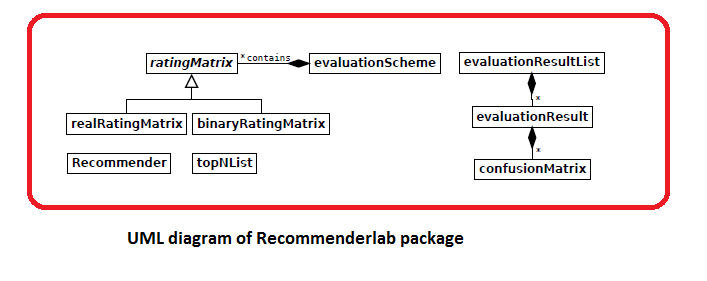 ratingMatrix
* contains
evaluationScheme
evaluationResultList
*
evaluationResult
realRatingMatrix
binaryRatingMatrix
*
Recommender
topNList
confusionMatrix
UML diagram of Recommenderlab package